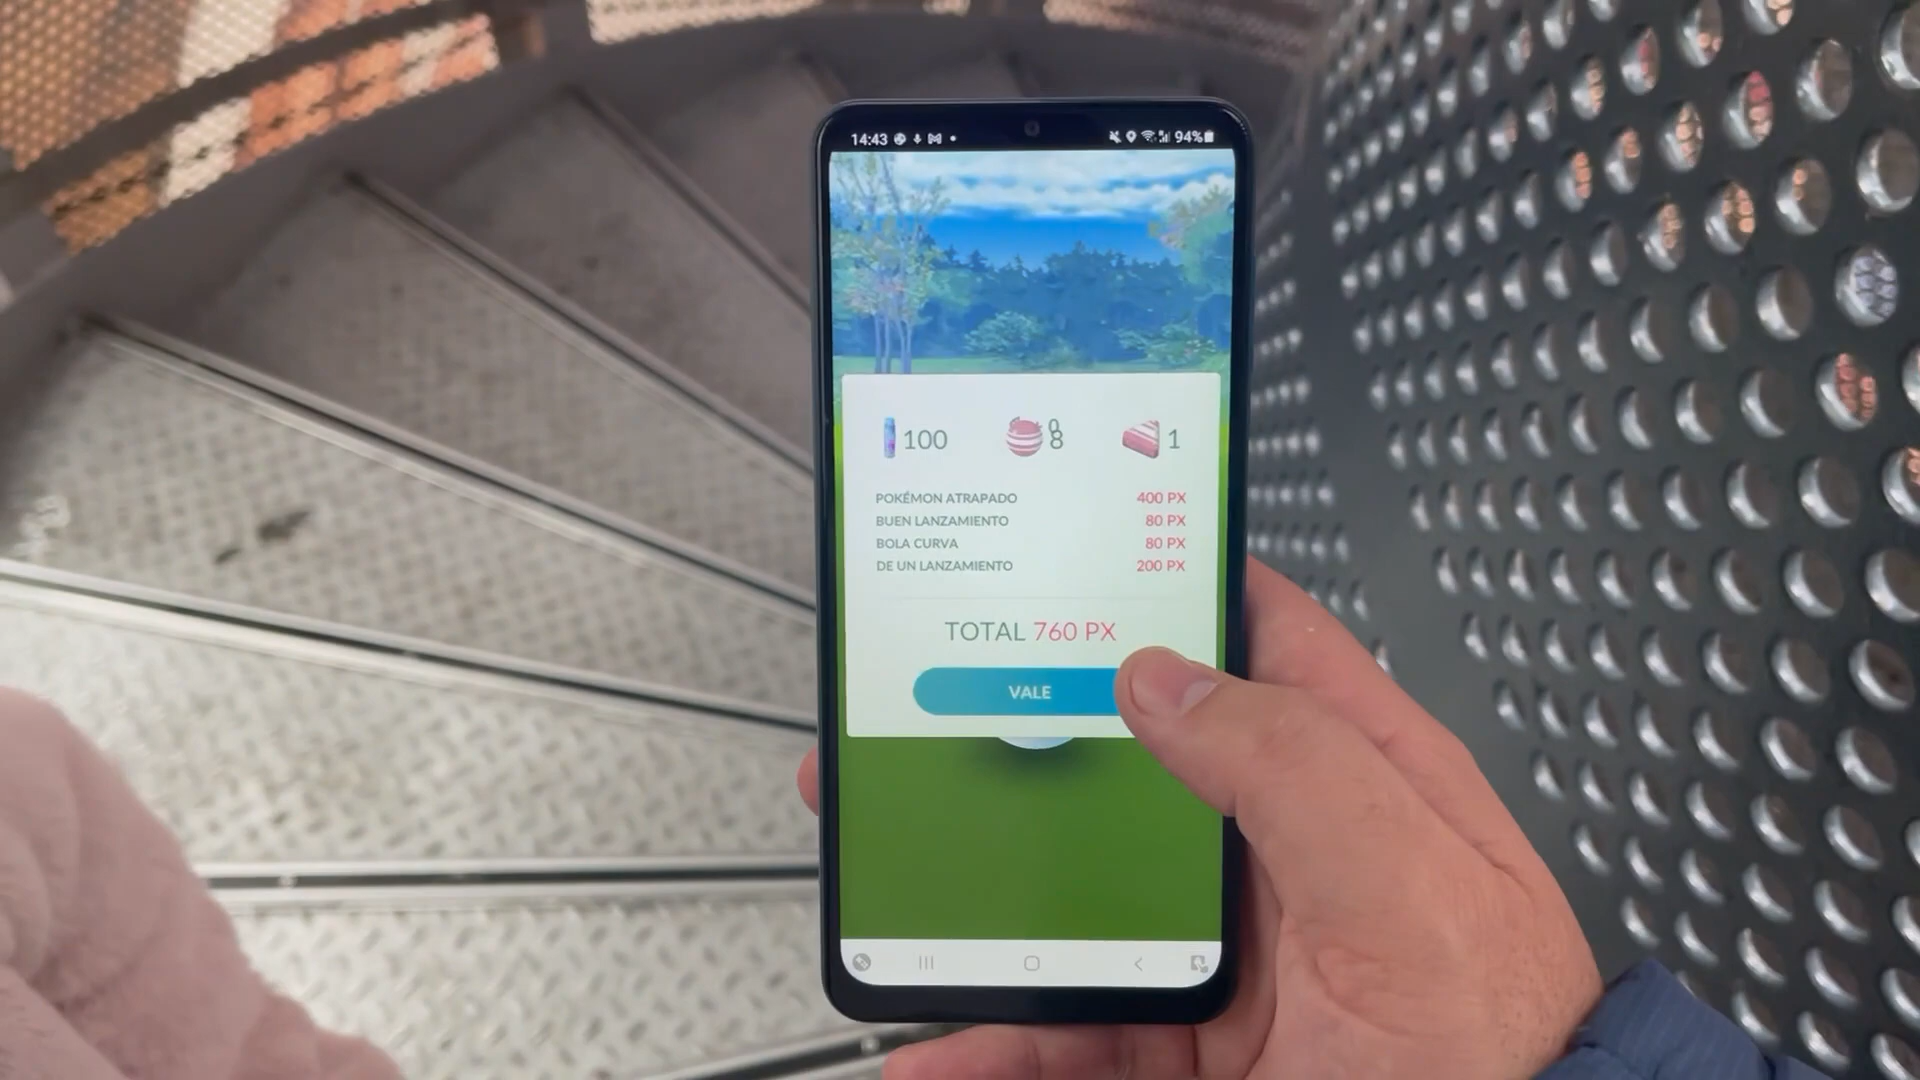 14:43 94%
100 8 1
POKÉMON ATRAPADO 400 PX
BUEN LANZAMIENTO 80 PX
BOLA CURVA 80 PX
DE UN LANZAMIENTO 200 PX
TOTAL 760 PX
VALE